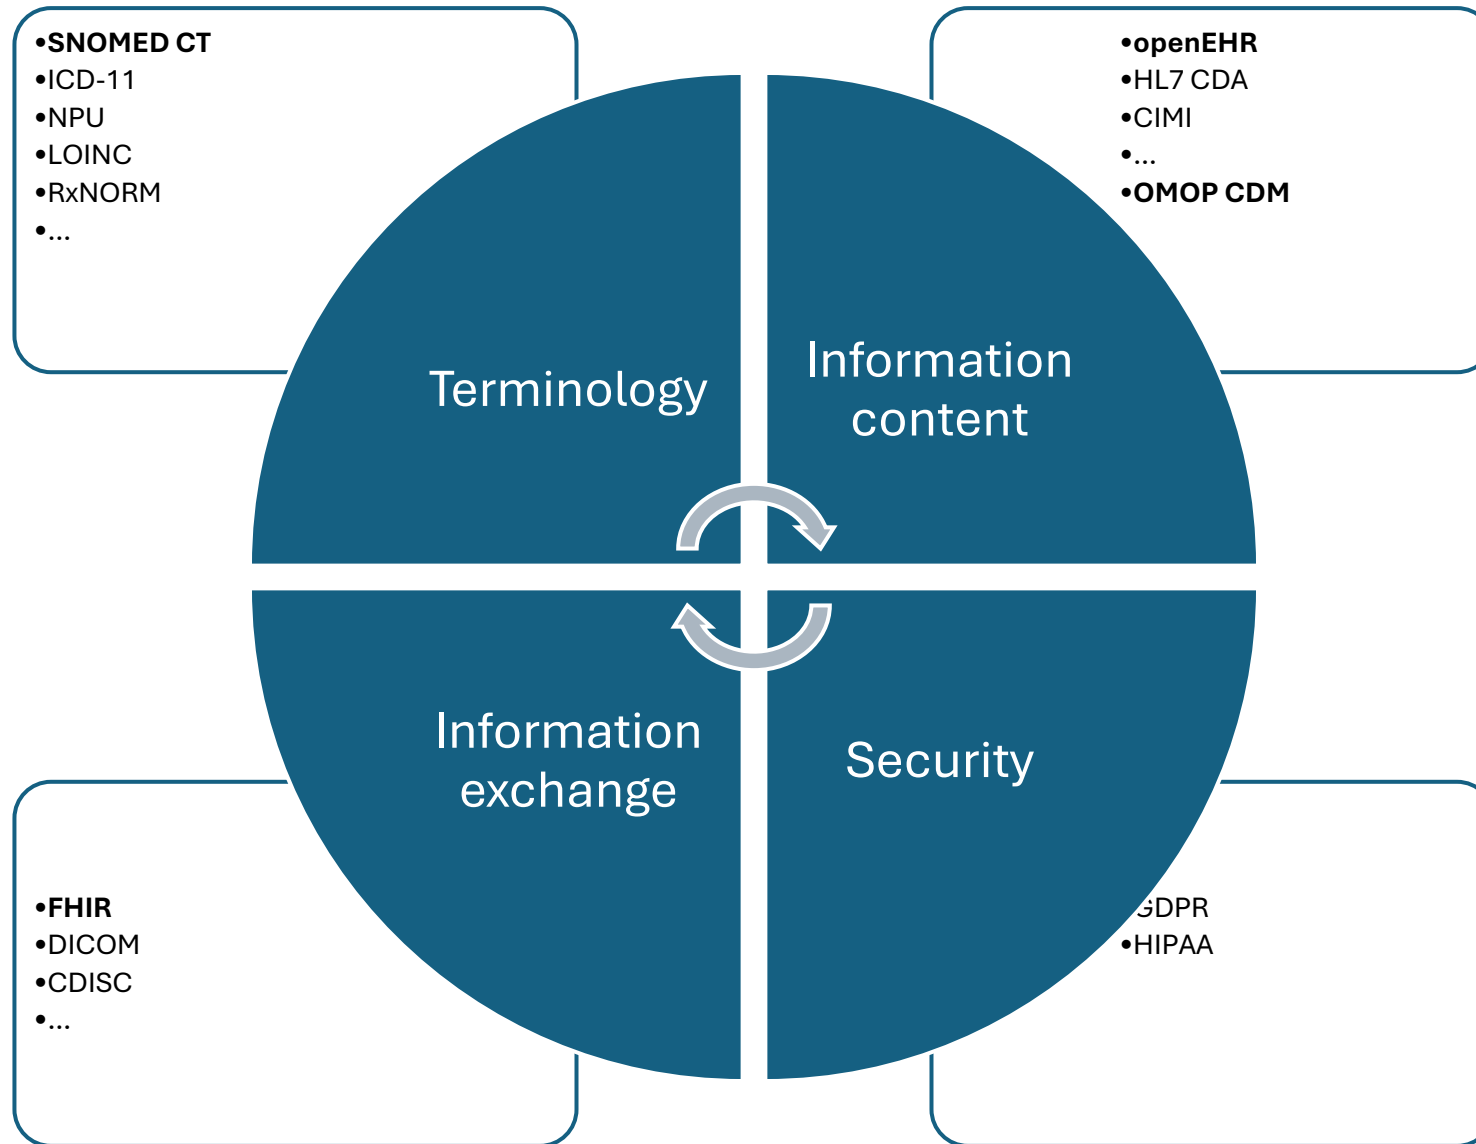 •SNOMED CT
•ICD-11
•NPU
•LOINC
•RxNORM
•...
•openEHR
•HL7 CDA
•CIMI
•...
•OMOP CDM
Terminology
Information
content
Information
exchange
Security
•FHIR
•DICOM
•CDISC
•...
GDPR
•HIPAA